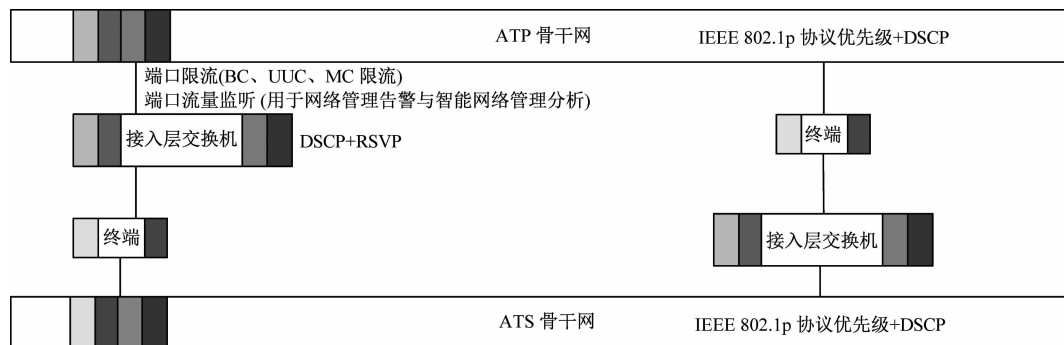 ATP 骨干网
IEEE 802.1p 协议优先级+DSCP
端口限流(BC、UUC、MC 限流)
端口流量监听 (用于网络管理告警与智能网络管理分析)
接入层交换机
DSCP+RSVP
终端
终端
接入层交换机
ATS 骨干网
IEEE 802.1p 协议优先级+DSCP